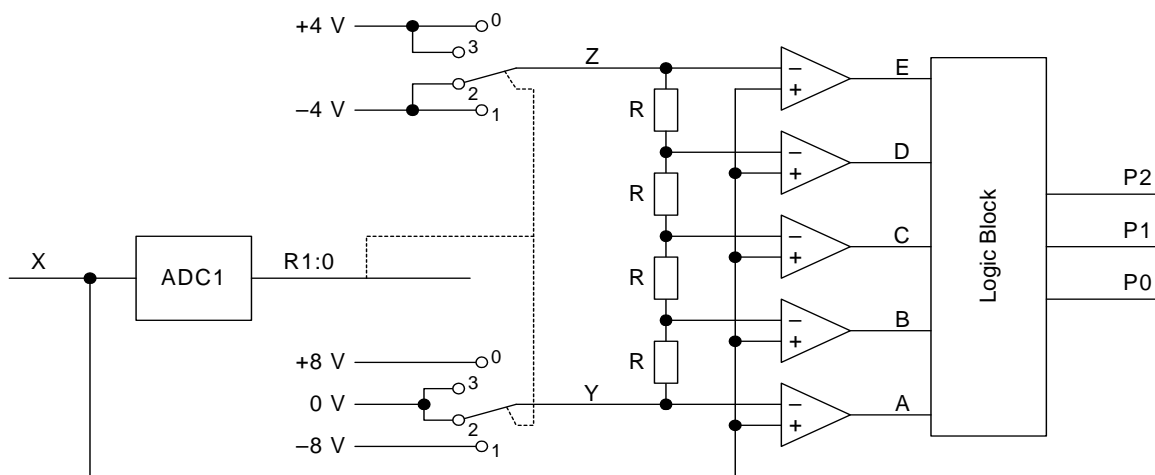 +4 V
0
3
2
–4 V
1
Z
R
R
R
R
–
+
E
–
+
D
–
+
C
–
+
B
–
+
A
Logic Block
P2
P1
P0
X
ADC1
R1:0
+8 V
0
3
0 V
2
–8 V
1
Y